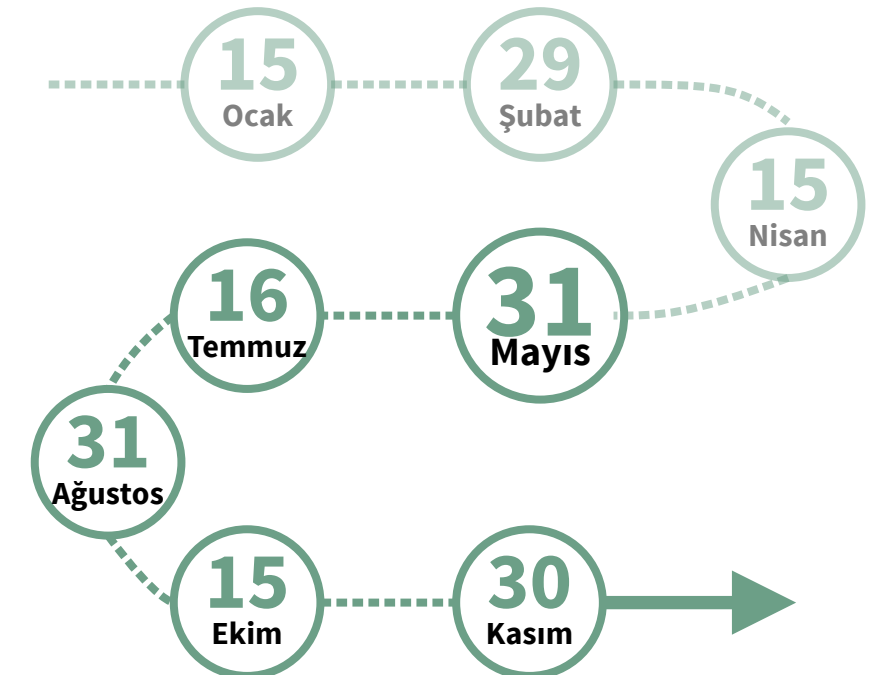 15
Ocak
29
Şubat
15
Nisan
31
Mayıs
16
Temmuz
31
Ağustos
15
Ekim
30
Kasım